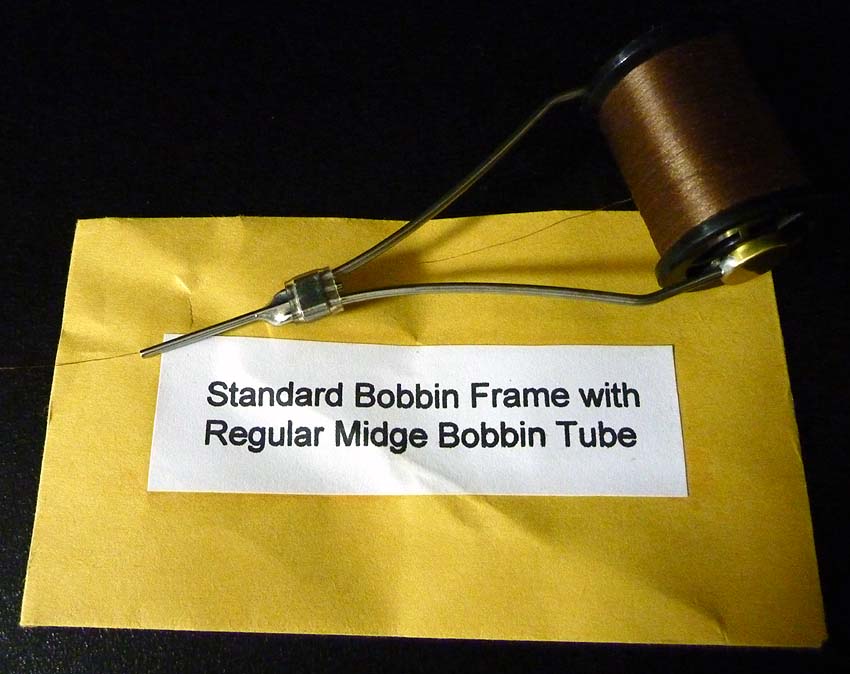 Standard Bobbin Frame with
Regular Midge Bobbin Tube